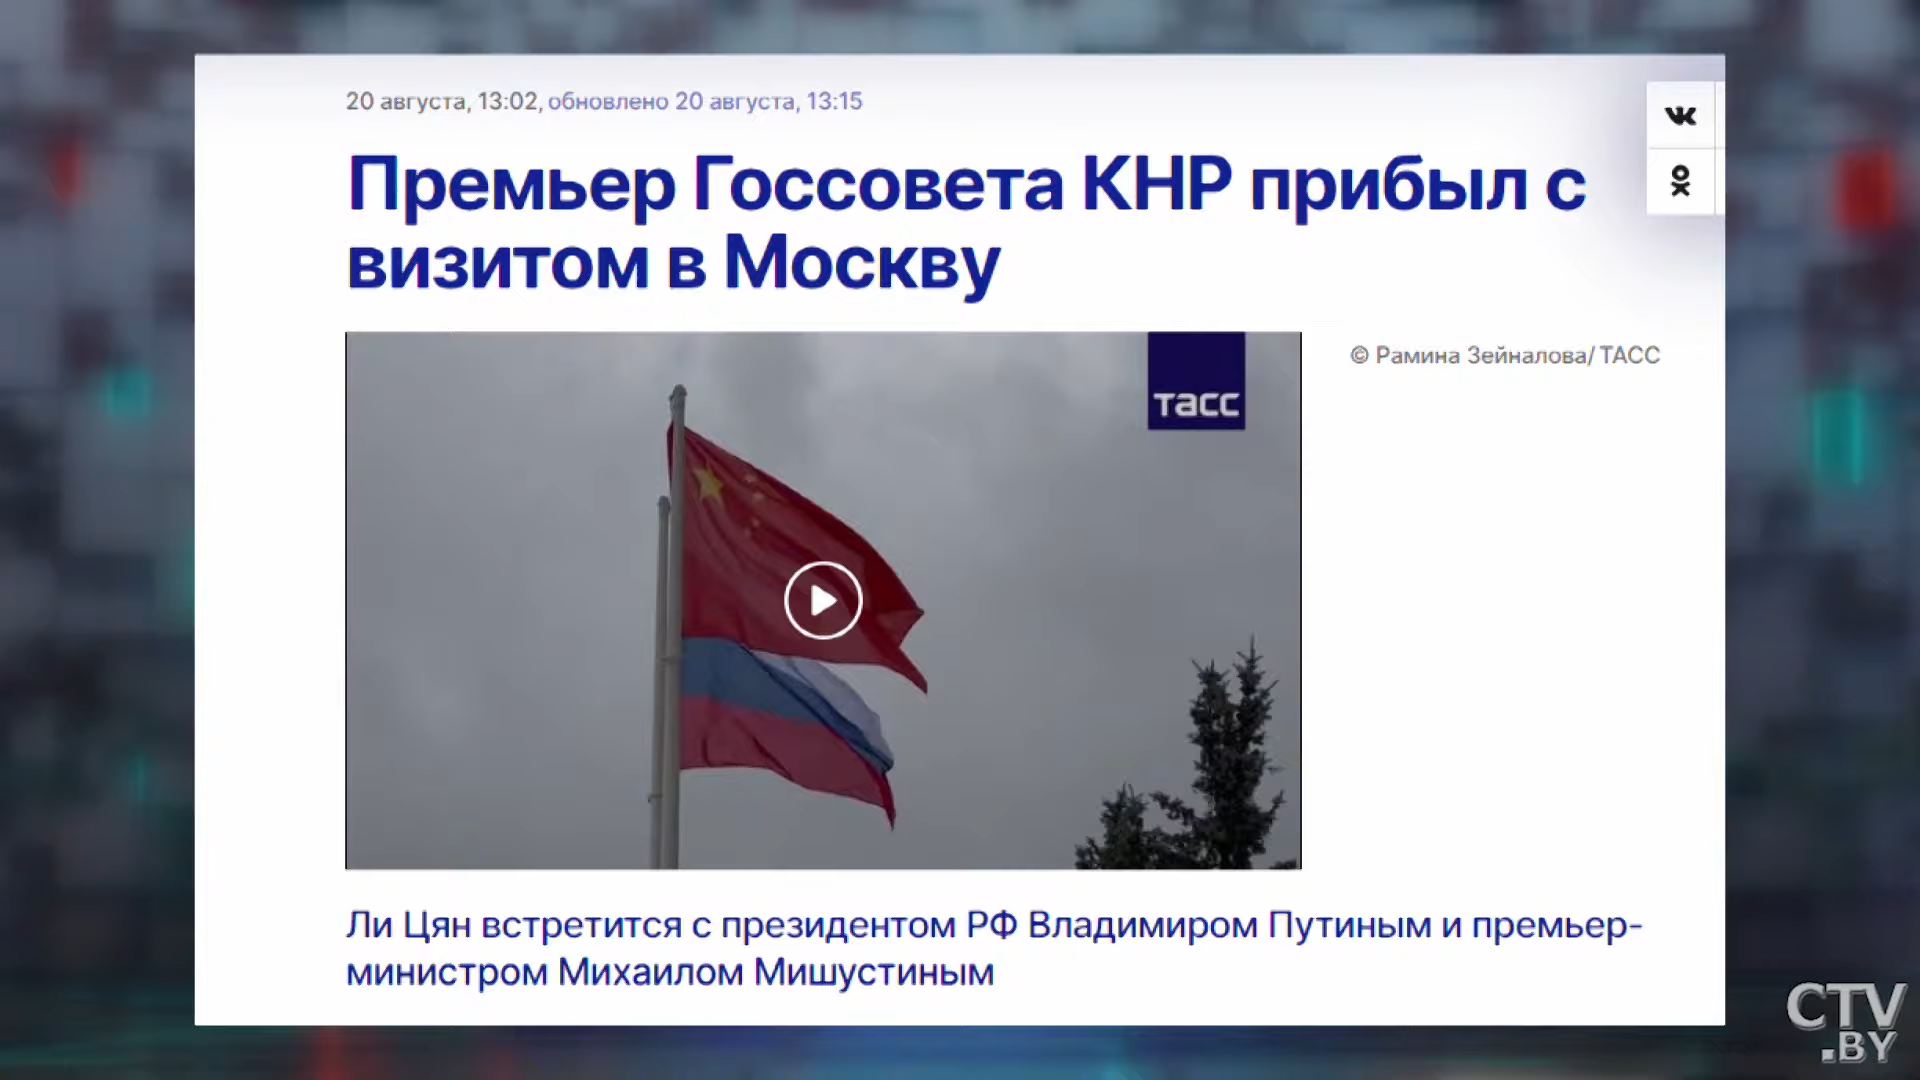 20 августа, 13:02, обновлено 20 августа, 13:15
Премьер Госсовета КНР прибыл с
визитом в Москву
тасс
© Рамина Зейналова/ ТАСС
Ли Цян встретится с президентом РФ Владимиром Путиным и премьер-
министром Михаилом Мишустиным
CTV
.BY